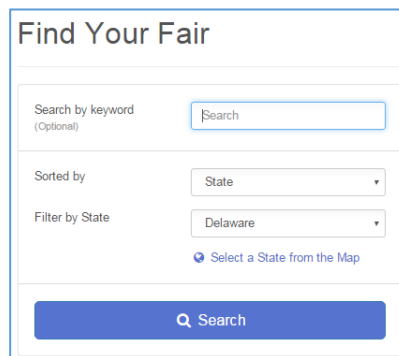 Find Your Fair
Search by keyword
(Optional)
Search
Sorted by
State
Filter by State
Delaware
Select a State from the Map
Search